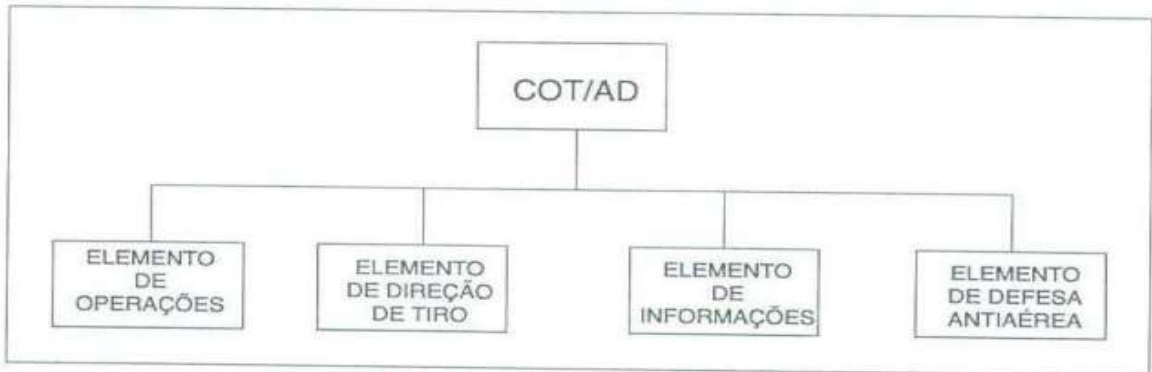 COT/AD
ELEMENTO
DE
OPERAÇÕES
ELEMENTO
DE DIREÇÃO
DE TIRO
ELEMENTO
DE
INFORMAÇÕES
ELEMENTO
DE DEFESA
ANTIAÉREA